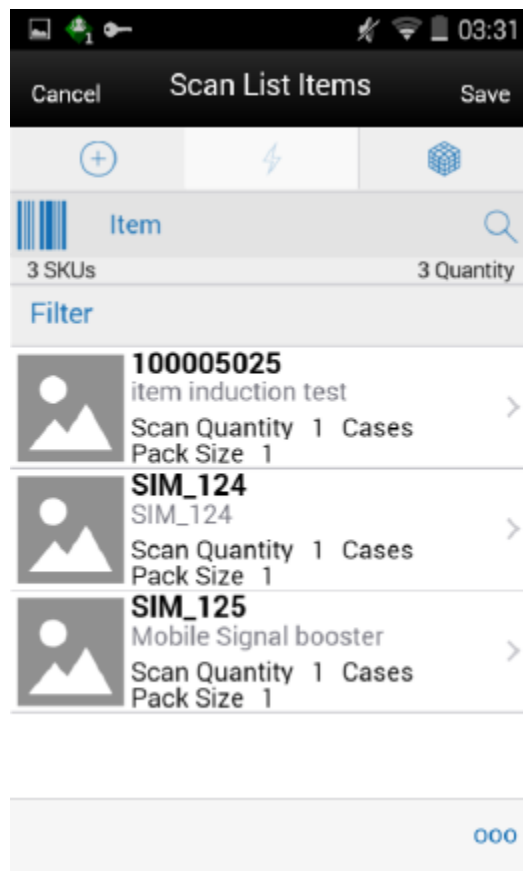 1 03:31
Cancel Scan List Items Save
Item
3 SKUs 3 Quantity
Filter
100005025
item induction test
Scan Quantity 1 Cases
Pack Size 1
SIM_124
SIM_124
Scan Quantity 1 Cases
Pack Size 1
SIM_125
Mobile Signal booster
Scan Quantity 1 Cases
Pack Size 1
ooo